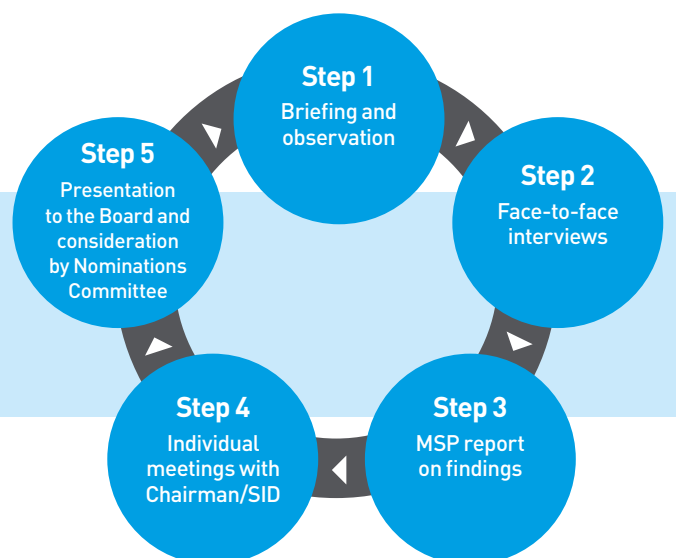 Step 1
Briefing and
observation
Step 2
Face-to-face
interviews
Step 3
MSP report
on findings
Step 4
Individual
meetings with
Chairman/SID
Step 5
Presentation
to the Board and
consideration
by Nominations
Committee